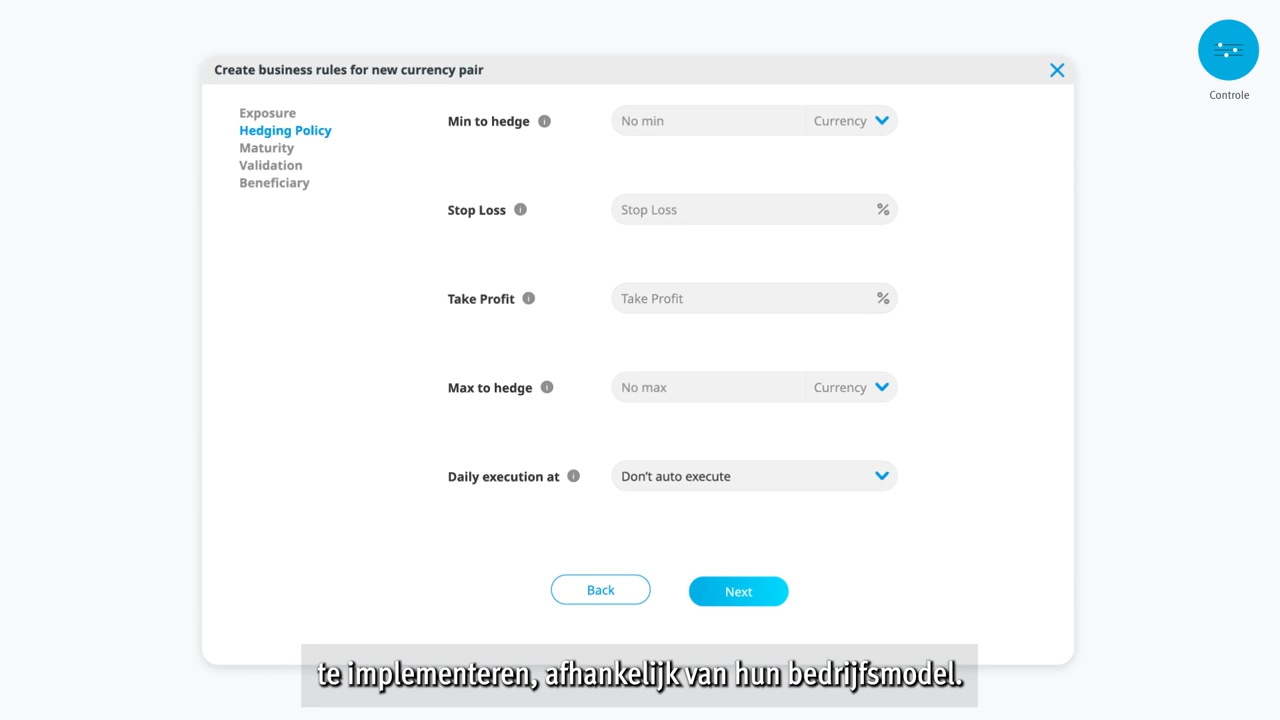 Create business rules for new currency pair
Controle
Exposure
Hedging Policy
Maturity
Validation
Beneficiary
Min to hedge
No min
Currency
Stop Loss
Stop Loss
%
Take Profit
Take Profit
%
Max to hedge
No max
Currency
Daily execution at
Don't auto execute
Back
Next
te implementeren, afhankelijk van hun bedrijfsmodel.